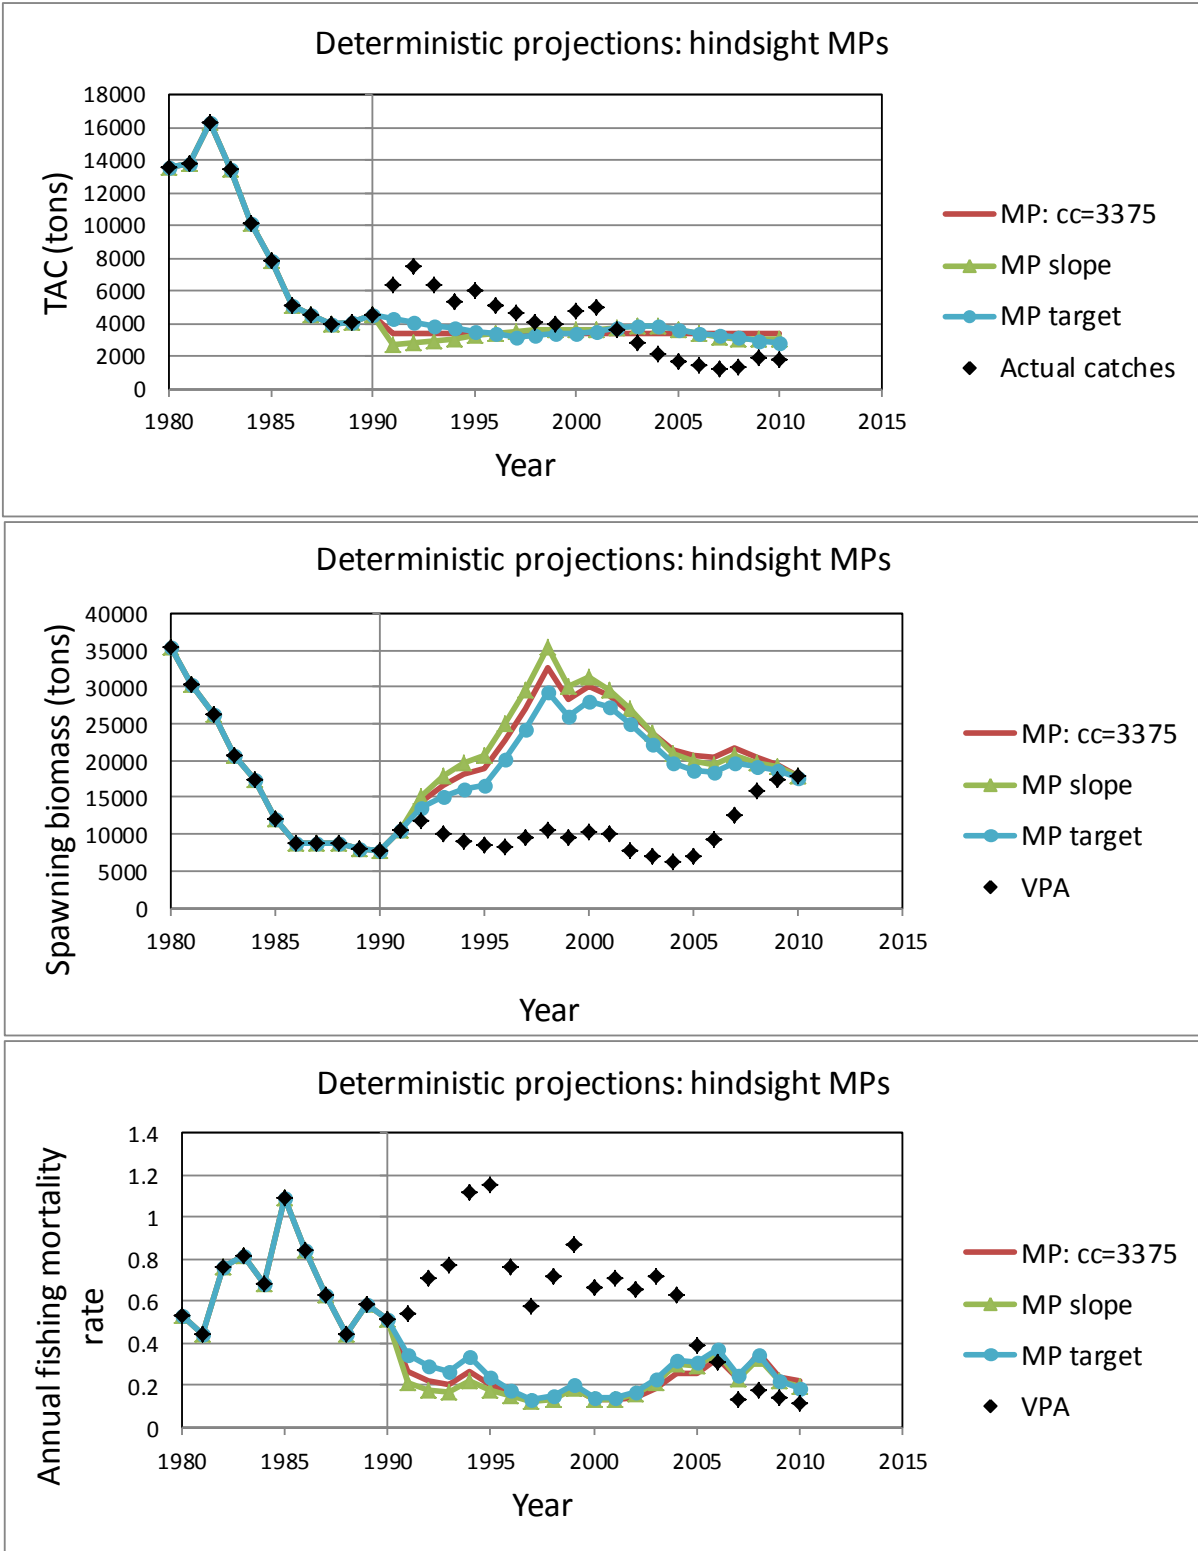 Deterministic projections: hindsight MPs
TAC (tons)
18000
16000
14000
12000
10000
8000
6000
4000
2000
0
1980 1985 1990 1995 2000 2005 2010 2015
Year
MP: cc=3375
MP slope
MP target
Actual catches
Deterministic projections: hindsight MPs
Spawning biomass (tons)
40000
35000
30000
25000
20000
15000
10000
5000
0
1980 1985 1990 1995 2000 2005 2010 2015
Year
MP: cc=3375
MP slope
MP target
VPA
Deterministic projections: hindsight MPs
Annual fishing mortality
rate
1.4
1.2
1
0.8
0.6
0.4
0.2
0
1980 1985 1990 1995 2000 2005 2010 2015
Year
MP: cc=3375
MP slope
MP target
VPA